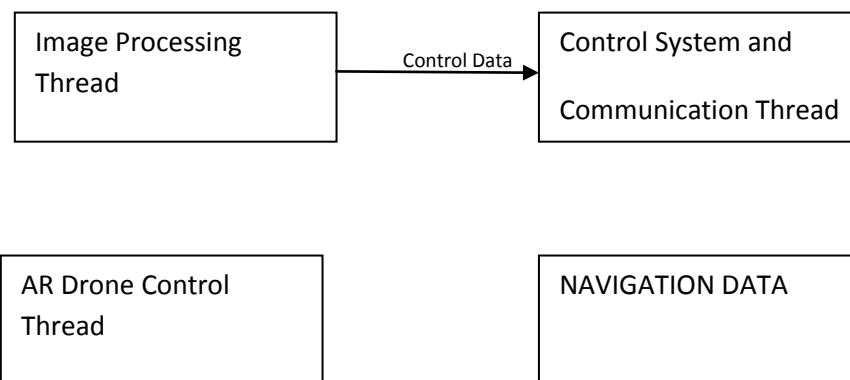 Image Processing
Thread
Control Data
Control System and
Communication Thread
AR Drone Control
Thread
NAVIGATION DATA